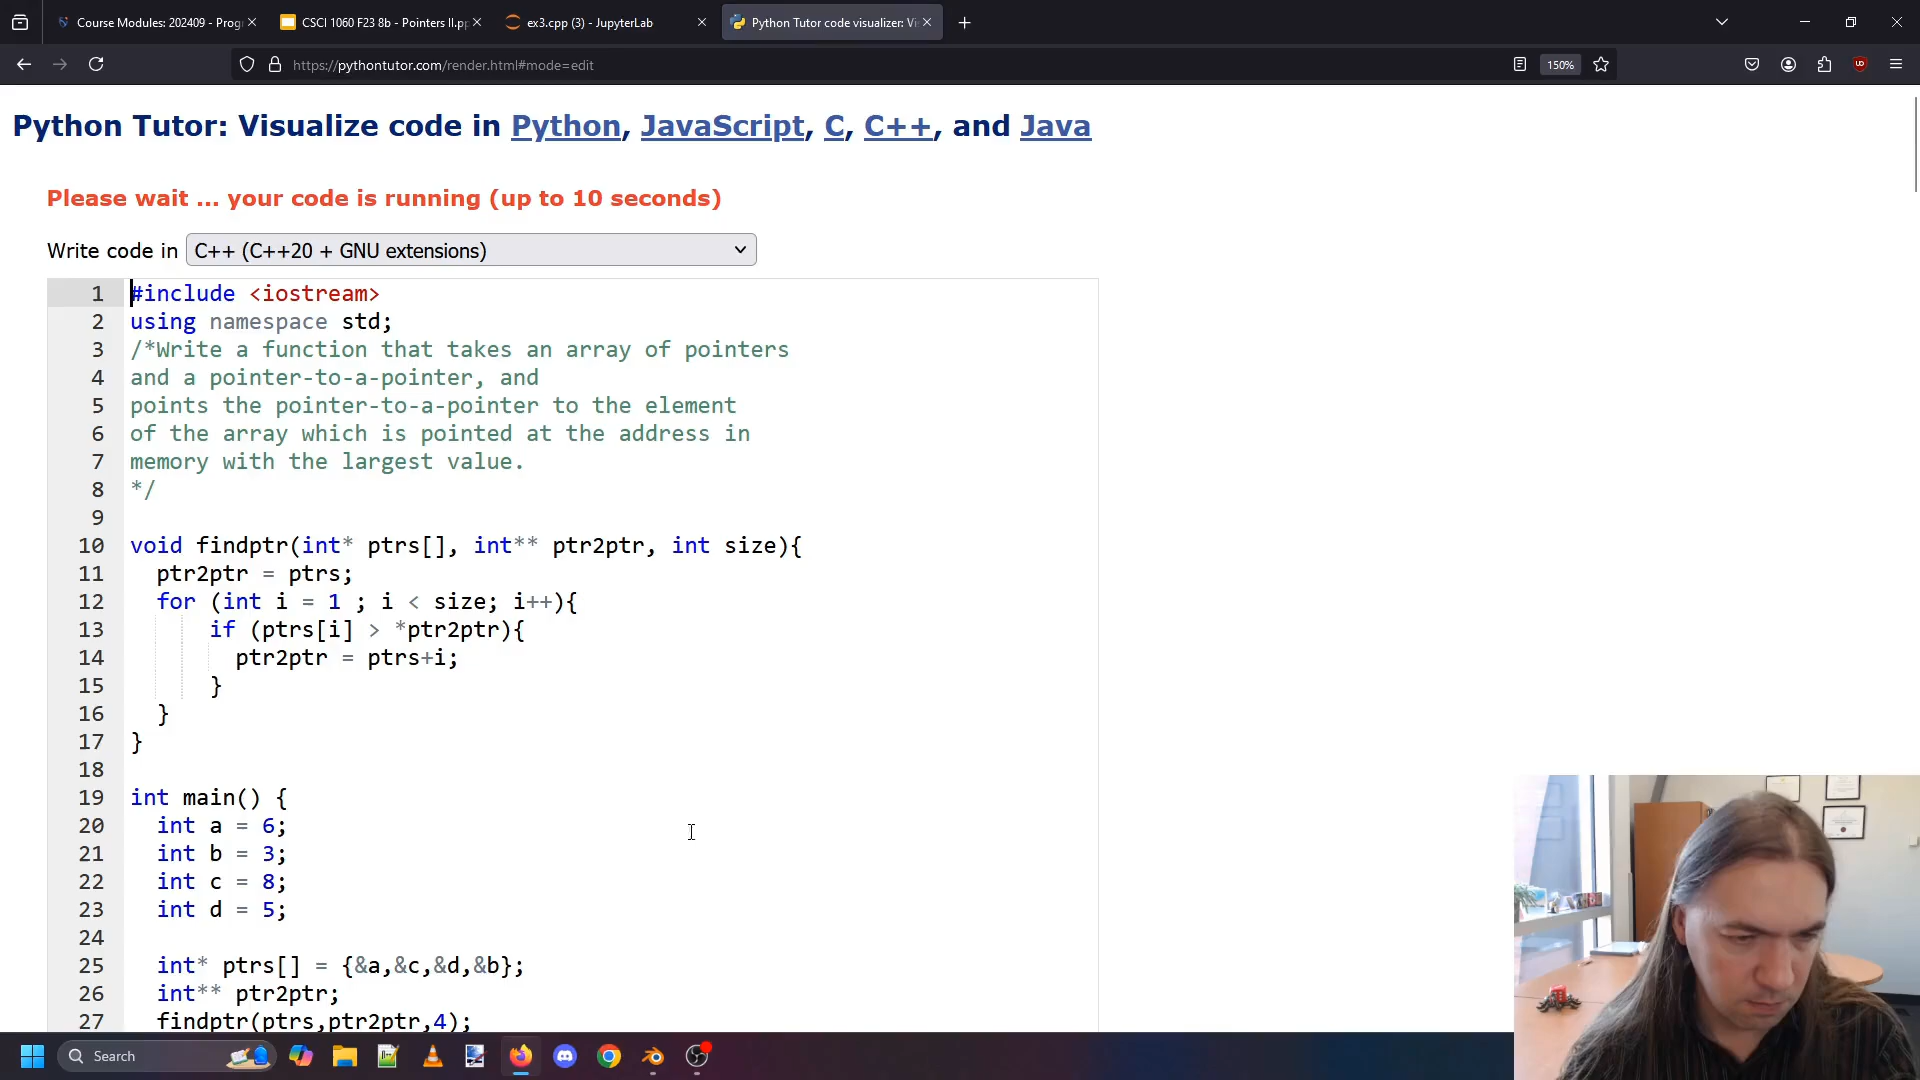 Course Modules: 202409 - Prog
CSCI 1060 F23 8b - Pointers II.pp
ex3.cpp (3) - JupyterLab
Python Tutor code visualizer: Vi
https://pythontutor.com/render.html#mode=edit
150%
Python Tutor: Visualize code in Python, JavaScript, C, C++, and Java
Please wait ... your code is running (up to 10 seconds)
Write code in C++ (C++20 + GNU extensions)
1 #include <iostream>
2 using namespace std;
3 /*Write a function that takes an array of pointers
4 and a pointer-to-a-pointer, and
5 points the pointer-to-a-pointer to the element
6 of the array which is pointed at the address in
7 memory with the largest value.
8 */
9
10 void findptr(int* ptrs[], int** ptr2ptr, int size){
11 ptr2ptr = ptrs;
12 for (int i = 1 ; i < size; i++){
13 if (ptrs[i] > *ptr2ptr){
14 ptr2ptr = ptrs+i;
15 }
16 }
17 }
18
19 int main() {
20 int a = 6;
21 int b = 3;
22 int c = 8;
23 int d = 5;
24
25 int* ptrs[] = {&a,&c,&d,&b};
26 int** ptr2ptr;
27 findptr(ptrs,ptr2ptr,4);
Search